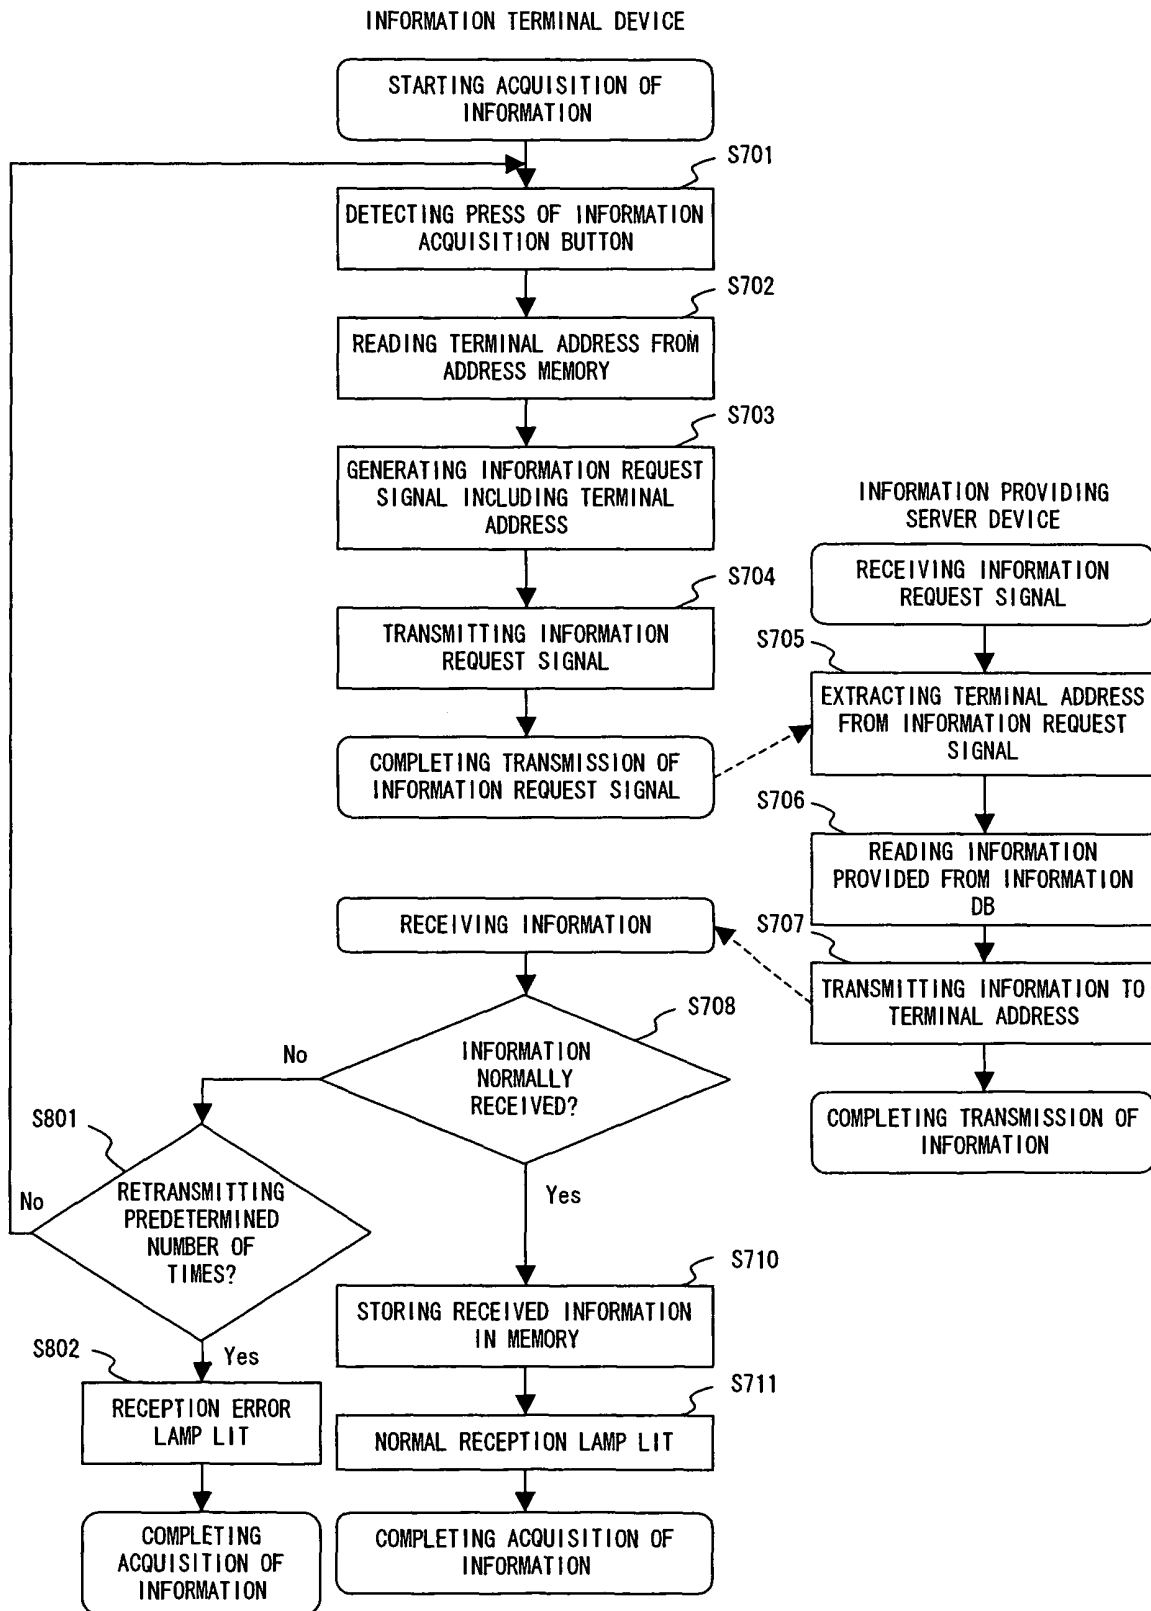 INFORMATION TERMINAL DEVICE
STARTING ACQUISITION OF
INFORMATION
S701
DETECTING PRESS OF INFORMATION
ACQUISITION BUTTON
S702
READING TERMINAL ADDRESS FROM
ADDRESS MEMORY
S703
GENERATING INFORMATION REQUEST
SIGNAL INCLUDING TERMINAL
ADDRESS
S704
TRANSMITTING INFORMATION
REQUEST SIGNAL
COMPLETING TRANSMISSION OF
INFORMATION REQUEST SIGNAL
INFORMATION PROVIDING
SERVER DEVICE
RECEIVING INFORMATION
REQUEST SIGNAL
S705
EXTRACTING TERMINAL ADDRESS
FROM INFORMATION REQUEST
SIGNAL
S706
READING INFORMATION
PROVIDED FROM INFORMATION
DB
S707
TRANSMITTING INFORMATION TO
TERMINAL ADDRESS
COMPLETING TRANSMISSION OF
INFORMATION
RECEIVING INFORMATION
S708
INFORMATION
NORMALLY
RECEIVED?
No
Yes
S801
RETRANSMITTING
PREDETERMINED
NUMBER OF
TIMES?
No
Yes
S802
RECEPTION ERROR
LAMP LIT
COMPLETING
ACQUISITION OF
INFORMATION
S710
STORING RECEIVED INFORMATION
IN MEMORY
S711
NORMAL RECEPTION LAMP LIT
COMPLETING ACQUISITION OF
INFORMATION